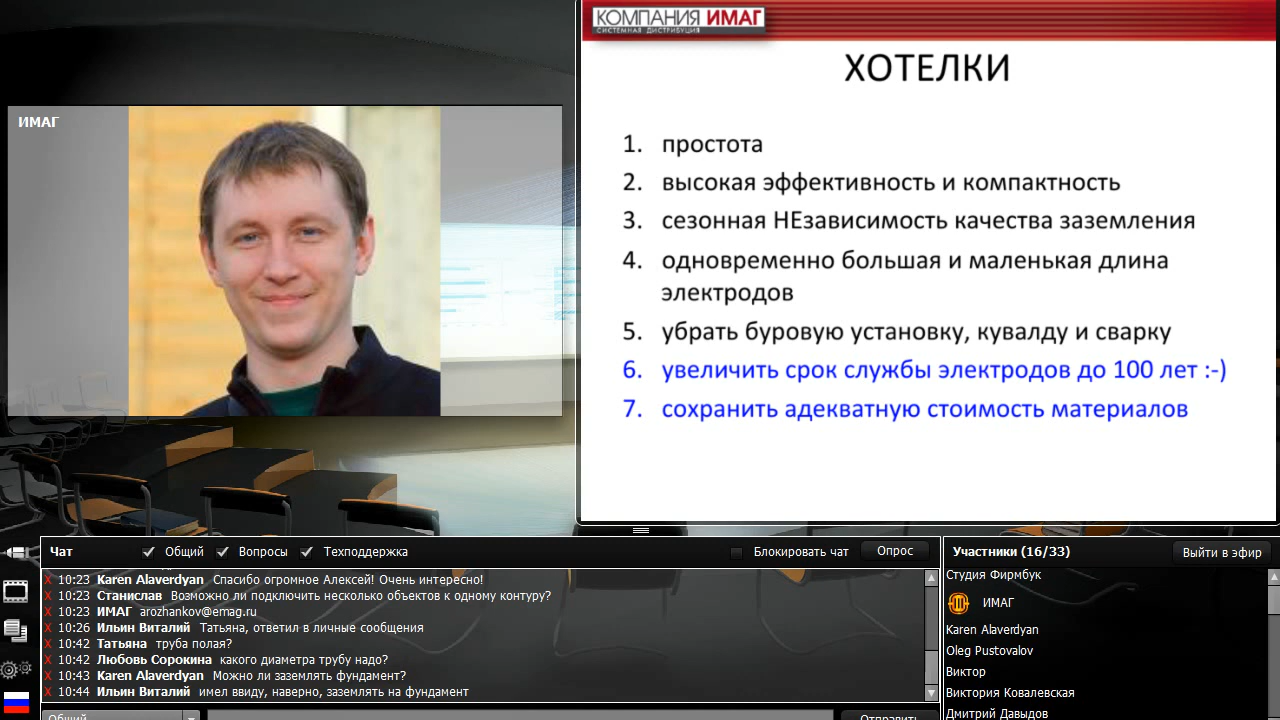 КОМПАНИЯ ИМАГ
СИСТЕМНАЯ ДИСТРИБУЦИЯ
ХОТЕЛКИ
1. простота
2. высокая эффективность и компактность
3. сезонная НЕзависимость качества заземления
4. одновременно большая и маленькая длина
электродов
5. убрать буровую установку, кувалду и сварку
6. увеличить срок службы электродов до 100 лет :-)
7. сохранить адекватную стоимость материалов
ИМАГ
Чат Общий Вопросы Техподдержка Блокировать чат Опрос
X 10:23 Karen Alaverdyan Спасибо огромное Алексей! Очень интересно!
X 10:23 Станислав Возможно ли подключить несколько объектов к одному контуру?
X 10:23 ИМАГ arozhankov@emag.ru
X 10:26 Ильин Виталий Татьяна, ответил в личные сообщения
X 10:42 Татьяна труба полая?
X 10:42 Любовь Сорокина какого диаметра трубу надо?
X 10:43 Karen Alaverdyan Можно ли заземлять фундамент?
X 10:44 Ильин Виталий имел ввиду, наверно, заземлять на фундамент
Общий Отправить
Участники (16/33) Выйти в эфир
Студия Фирмбук
ИМАГ
Karen Alaverdyan
Oleg Pustovalov
Виктор
Виктория Ковалевская
Дмитрий Давыдов